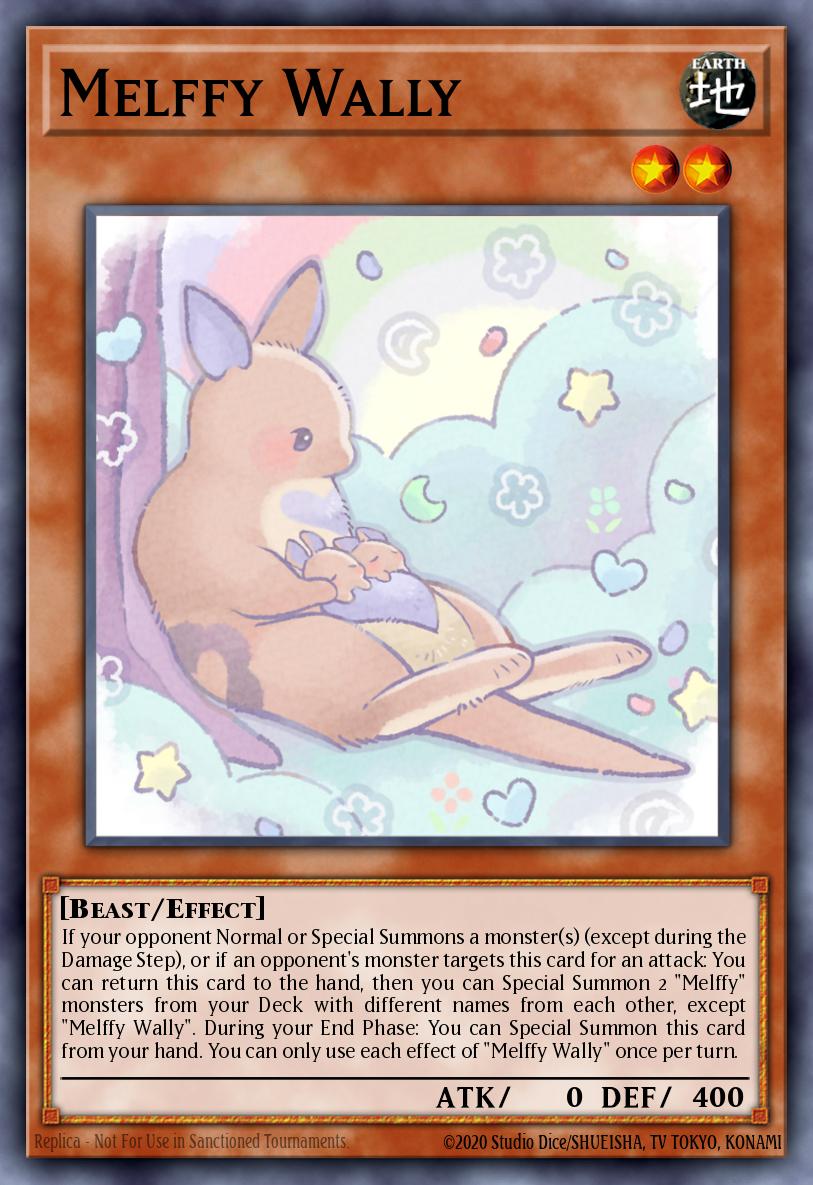 MELFFY WALLY
EARTH
地
[BEAST/EFFECT]
If your opponent Normal or Special Summons a monster(s) (except during the
Damage Step), or if an opponent's monster targets this card for an attack: You
can return this card to the hand, then you can Special Summon 2 "Melffy"
monsters from your Deck with different names from each other, except
"Melffy Wally". During your End Phase: You can Special Summon this card
from your hand. You can only use each effect of "Melffy Wally" once per turn.
ATK/ 0 DEF/ 400
Replica - Not For Use in Sanctioned Tournaments. ©2020 Studio Dice/SHUEISHA, TV TOKYO, KONAMI